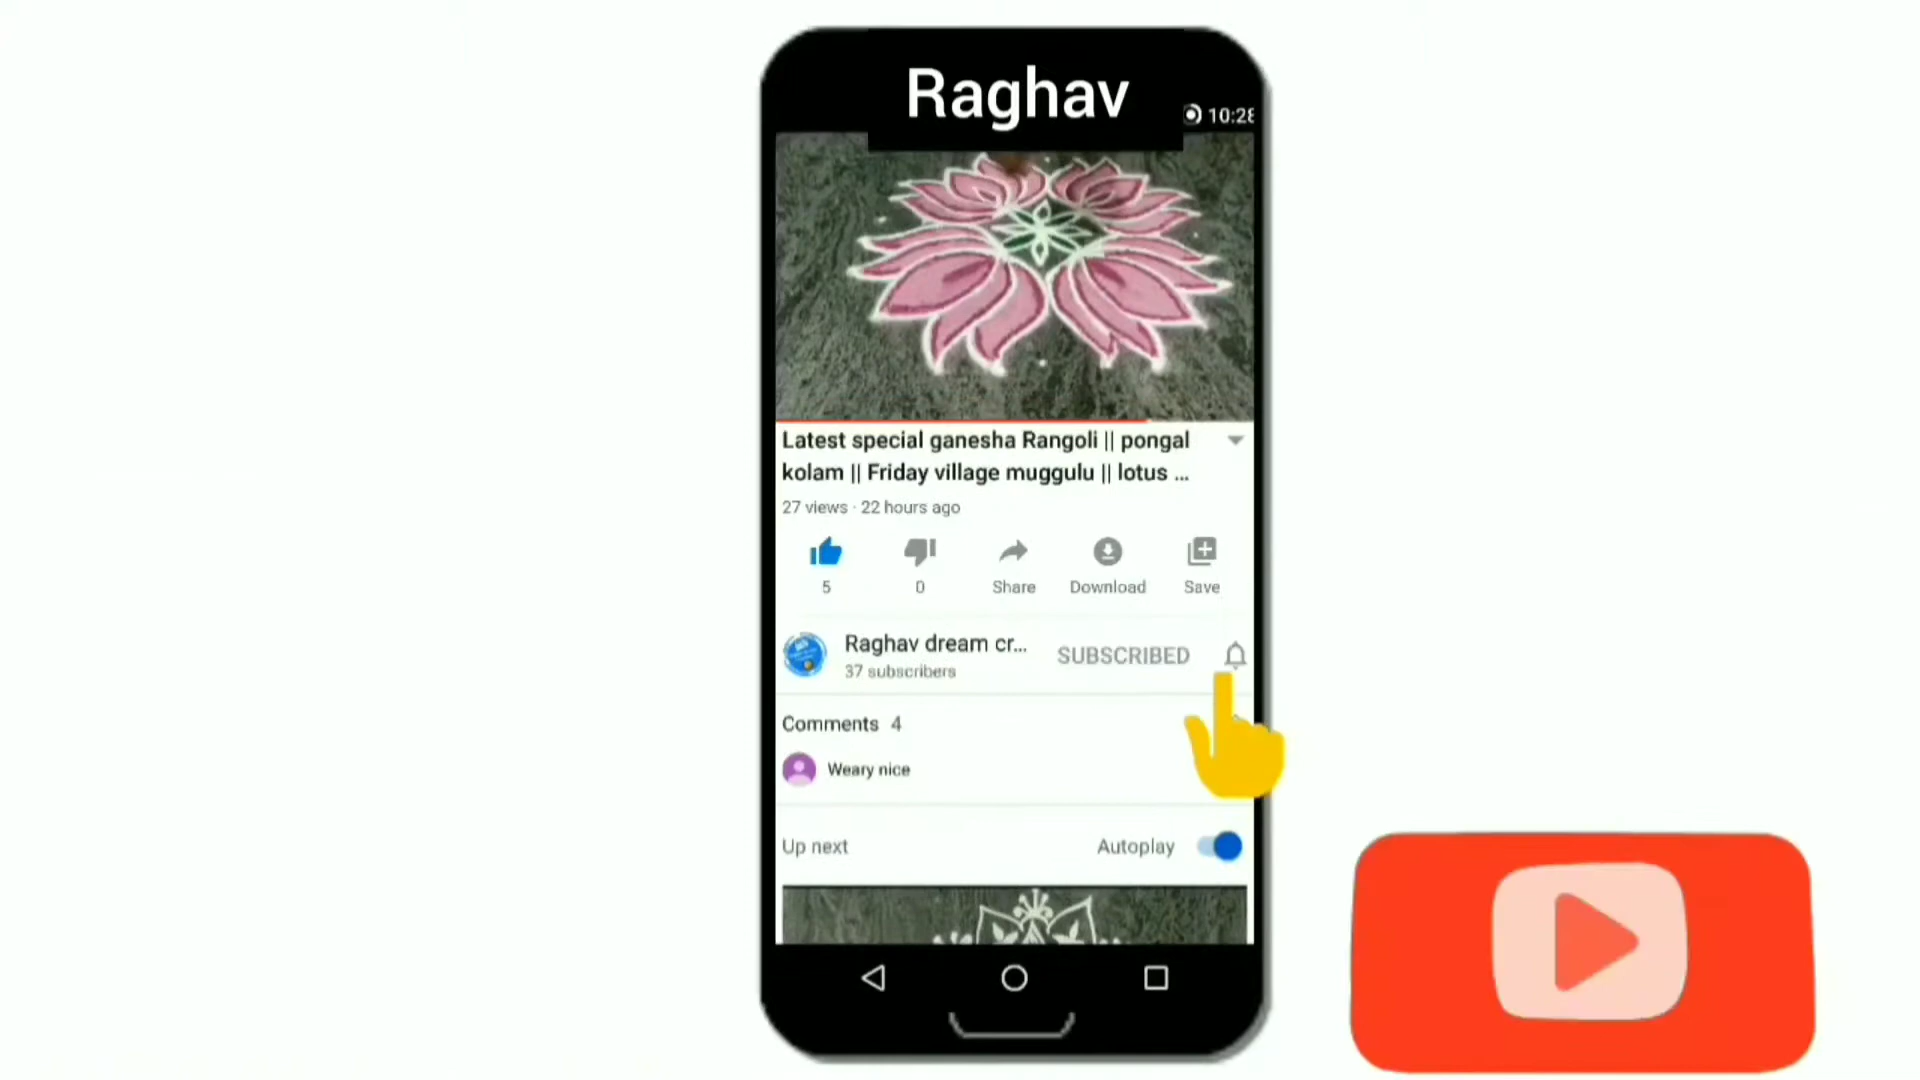 Raghav
10:28
Latest special ganesha Rangoli || pongal
kolam || Friday village muggulu || lotus ...
27 views · 22 hours ago
5
0
Share
Download
Save
Raghav dream cr...
37 subscribers
SUBSCRIBED
Comments 4
Weary nice
Up next
Autoplay